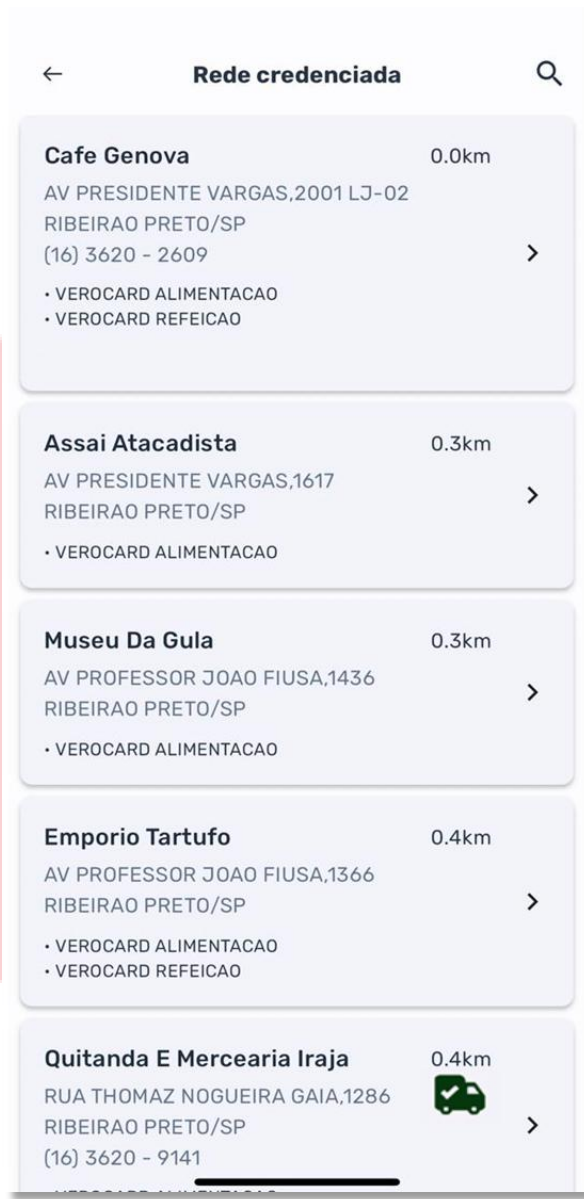 Rede credenciada
Cafe Genova 0.0km
AV PRESIDENTE VARGAS,2001 LJ-02
RIBEIRAO PRETO/SP
(16) 3620 - 2609
• VEROCARD ALIMENTACAO
• VEROCARD REFEICAO
Assai Atacadista 0.3km
AV PRESIDENTE VARGAS,1617
RIBEIRAO PRETO/SP
• VEROCARD ALIMENTACAO
Museu Da Gula 0.3km
AV PROFESSOR JOAO FIUSA,1436
RIBEIRAO PRETO/SP
• VEROCARD ALIMENTACAO
Emporio Tartufo 0.4km
AV PROFESSOR JOAO FIUSA,1366
RIBEIRAO PRETO/SP
• VEROCARD ALIMENTACAO
• VEROCARD REFEICAO
Quitanda E Mercearia Iraja 0.4km
RUA THOMAZ NOGUEIRA GAIA,1286
RIBEIRAO PRETO/SP
(16) 3620 - 9141